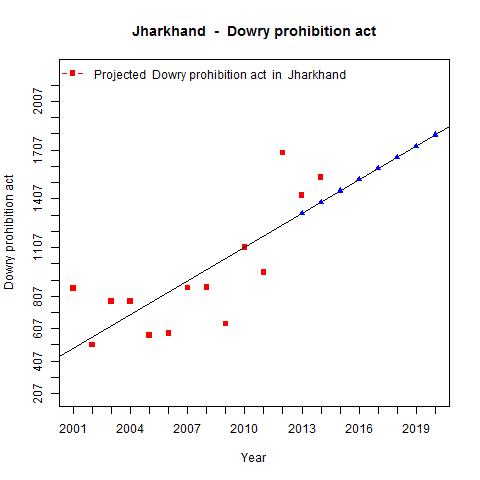 Jharkhand - Dowry prohibition act
Projected Dowry prohibition act in Jharkhand
Dowry prohibition act
2007
1707
1407
1107
807
607
407
207
2001 2004 2007 2010 2013 2016 2019
Year